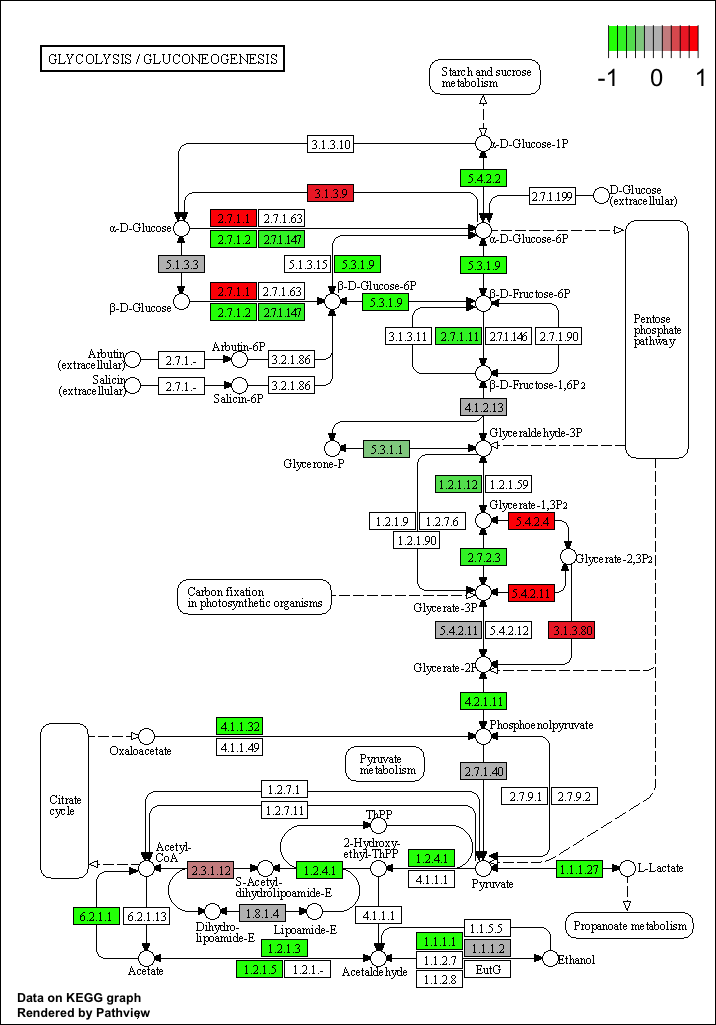 GLYCOLYSIS / GLUCONEOGENESIS
-1 0 1
Starch and sucrose
metabolism
3.1.3.10
α-D-Glucose-1P
5.4.2.2
3.1.3.9
2.7.1.199
D-Glucose
(extracellular)
α-D-Glucose
2.7.1.1
2.7.1.63
2.7.1.2
2.7.1.147
α-D-Glucose-6P
5.1.3.3
5.1.3.15
5.3.1.9
5.3.1.9
β-D-Glucose
2.7.1.1
2.7.1.63
2.7.1.2
2.7.1.147
β-D-Glucose-6P
5.3.1.9
β-D-Fructose-6P
Pentose
phosphate
pathway
3.1.3.11
2.7.1.11
2.7.1.146
2.7.1.90
Arbutin
(extracellular)
2.7.1.-
Arbutin-6P
3.2.1.86
Salicin
(extracellular)
2.7.1.-
Salicin-6P
3.2.1.86
β-D-Fructose-1,6P2
4.1.2.13
Glyceraldehyde-3P
Glycerone-P
5.3.1.1
1.2.1.12
1.2.1.59
Glycerate-1,3P2
1.2.1.9
1.2.7.6
1.2.1.90
5.4.2.4
2.7.2.3
Glycerate-2,3P2
Carbon fixation
in photosynthetic organisms
Glycerate-3P
5.4.2.11
5.4.2.11
5.4.2.12
3.1.3.80
Glycerate-2P
4.2.1.11
4.1.1.32
Oxaloacetate
4.1.1.49
Phosphoenolpyruvate
Pyruvate
metabolism
2.7.1.40
Citrate
cycle
1.2.7.1
1.2.7.11
2.7.9.1
2.7.9.2
ThPP
Acetyl-
CoA
2-Hydroxy-
ethyl-ThPP
2.3.1.12
S-Acetyl-
dihydrolipoamide-E
1.2.4.1
1.2.4.1
4.1.1.1
Pyruvate
1.1.1.27
L-Lactate
6.2.1.1
6.2.1.13
1.8.1.4
Dihydro-
lipoamide-E
Lipoamide-E
4.1.1.1
Propanoate metabolism
1.2.1.3
1.2.1.5
1.2.1.-
Acetate
Acetaldehyde
1.1.5.5
1.1.1.1
1.1.1.2
1.1.2.7
EutG
1.1.2.8
Ethanol
Data on KEGG graph
Rendered by Pathview